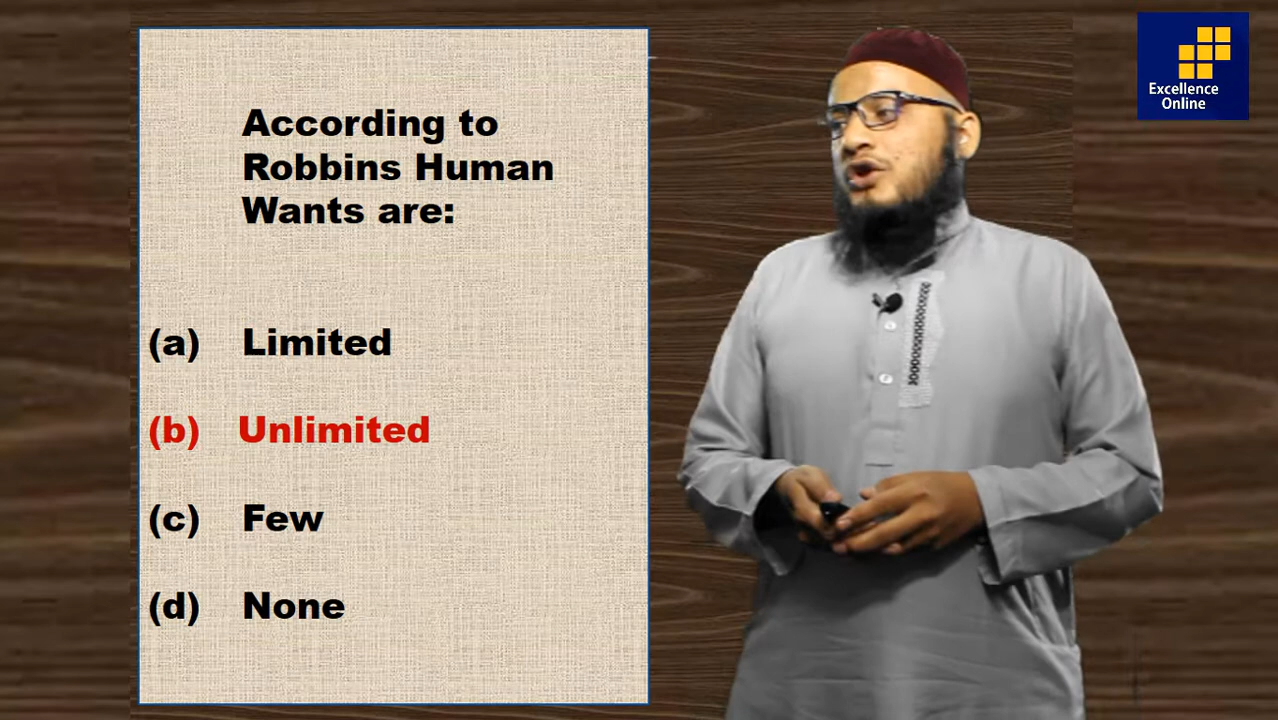 According to
Robbins Human
Wants are:
(a) Limited
(b) Unlimited
(c) Few
(d) None
Excellence
Online